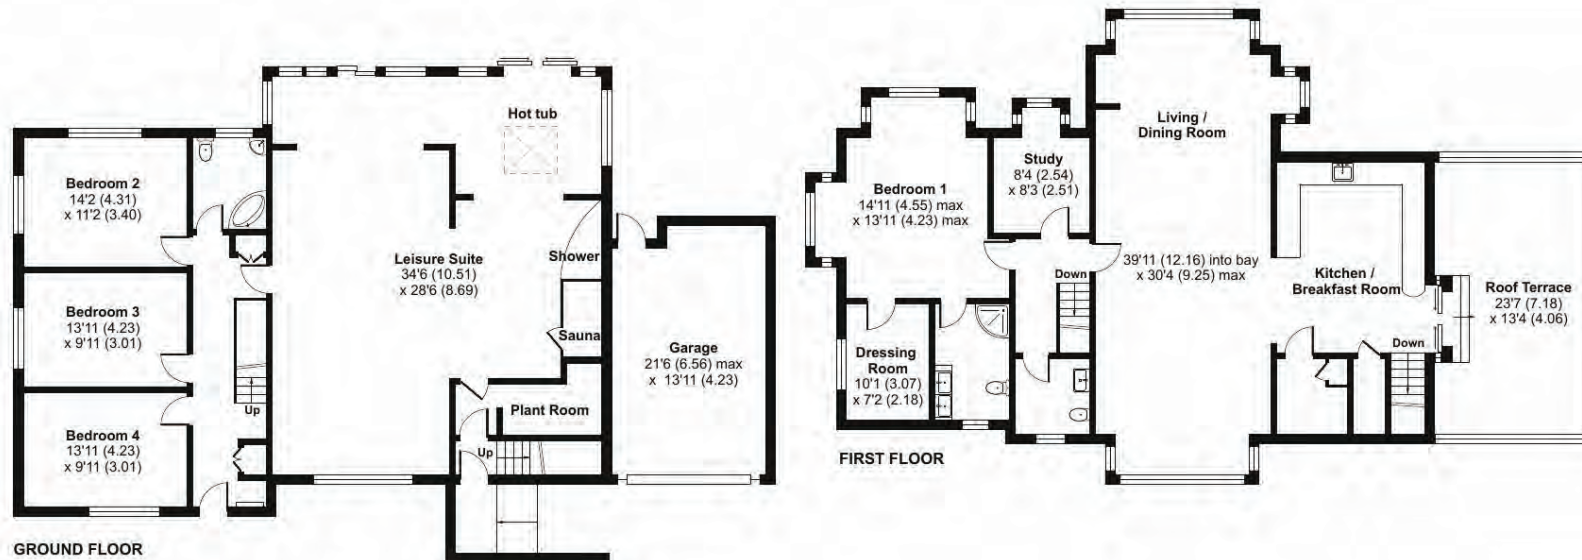 Hot tub
Bedroom 2
14'2 (4.31)
x 11'2 (3.40)
Leisure Suite
34'6 (10.51)
x 28'6 (8.69)
Shower
Bedroom 3
13'11 (4.23)
x 9'11 (3.01)
Sauna
Garage
21'6 (6.56) max
x 13'11 (4.23)
Up
Plant Room
Bedroom 4
13'11 (4.23)
x 9'11 (3.01)
Up
GROUND FLOOR
Living /
Dining Room
Study
8'4 (2.54)
x 8'3 (2.51)
Bedroom 1
14'11 (4.55) max
x 13'11 (4.23) max
39'11 (12.16) into bay
x 30'4 (9.25) max
Down
Kitchen /
Breakfast Room
Roof Terrace
23'7 (7.18)
x 13'4 (4.06)
Down
Dressing
Room
10'1 (3.07)
x 7'2 (2.18)
FIRST FLOOR